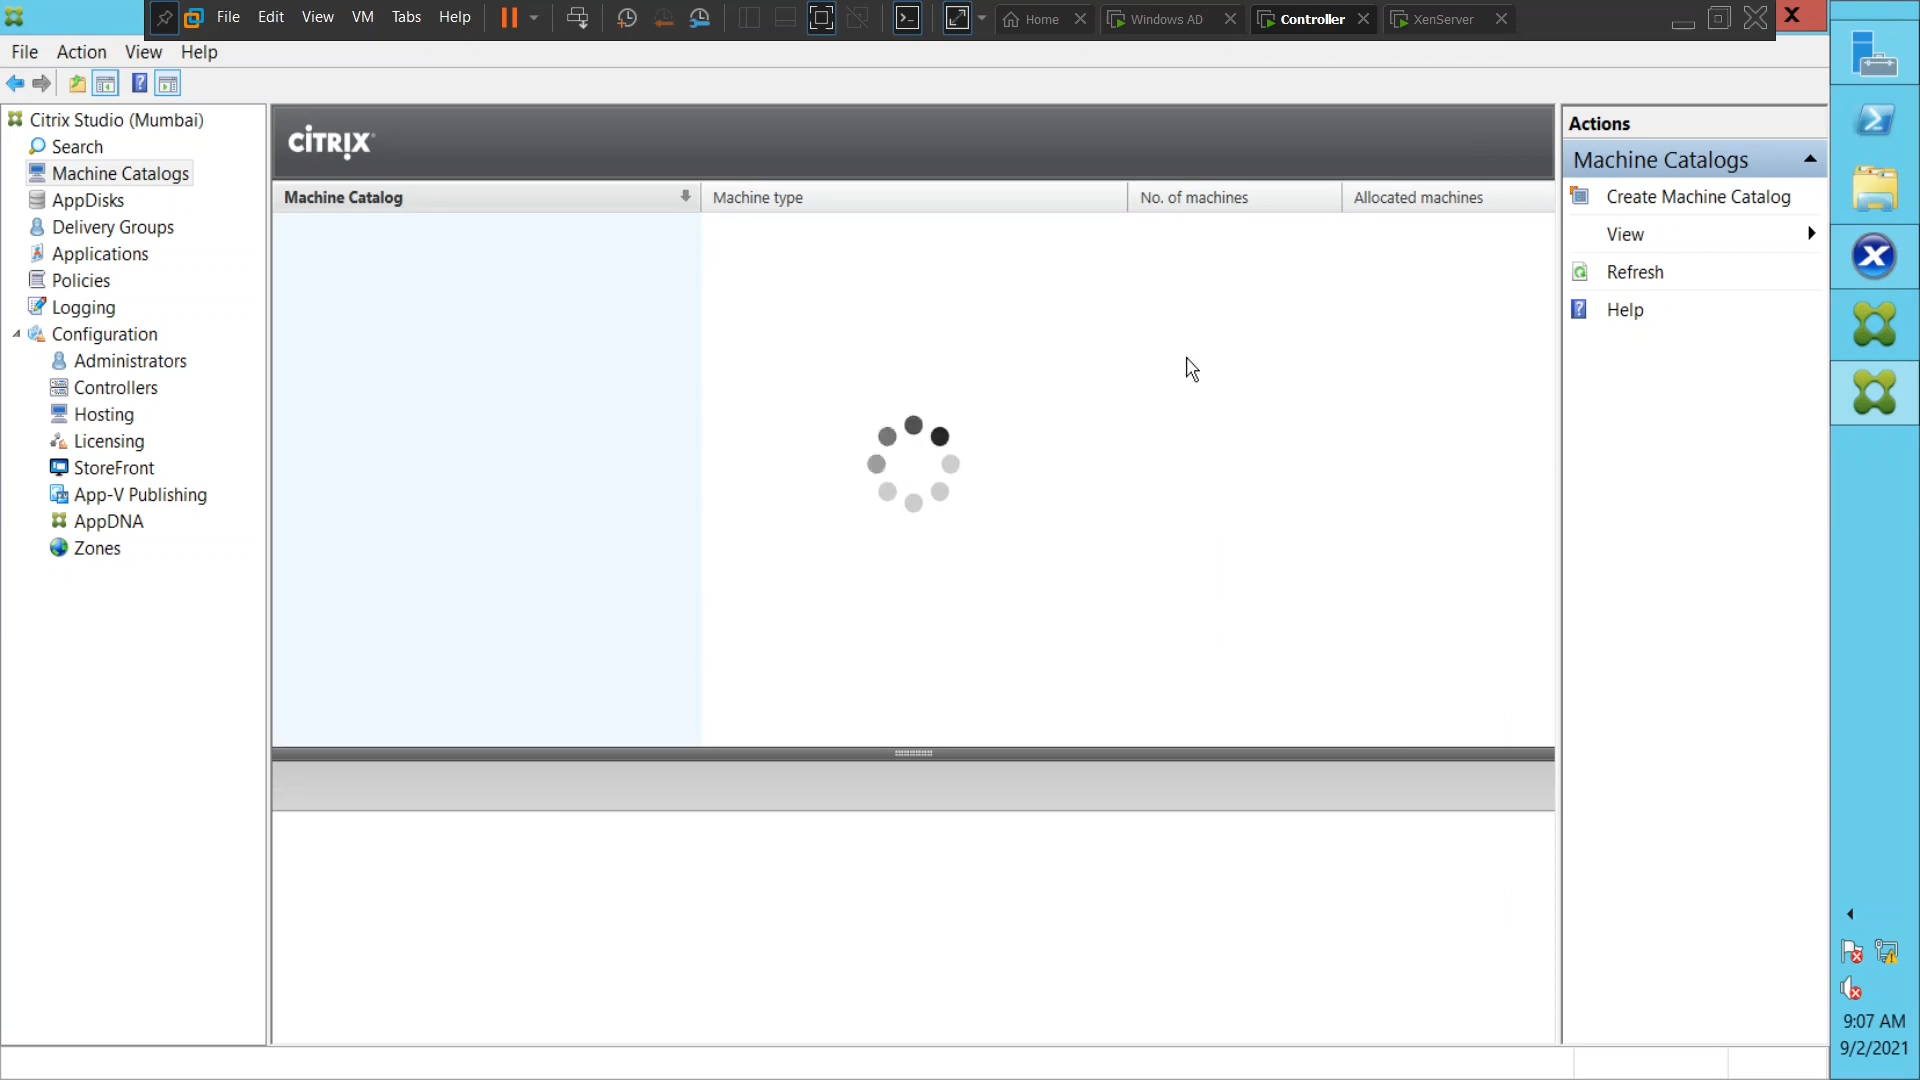 File Edit View VM Tabs Help Home Windows AD Controller XenServer
File Action View Help
Citrix Studio (Mumbai)
Search
Machine Catalogs
AppDisks
Delivery Groups
Applications
Policies
Logging
Configuration
Administrators
Controllers
Hosting
Licensing
StoreFront
App-V Publishing
AppDNA
Zones
CİTRIX
Machine Catalog Machine type No. of machines Allocated machines
Actions
Machine Catalogs
Create Machine Catalog
View
Refresh
Help
9:07 AM
9/2/2021